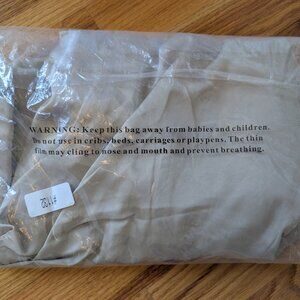 WARNING: Keep this bag away from babies and children.
Do not use in cribs, beds, carriages or playpens. The thin
film may cling to nose and mouth and prevent breathing.